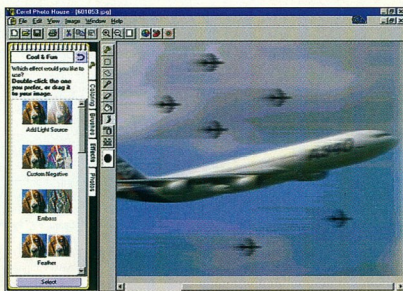 Corel Photo House - [601053.jpg]
File Edit View Image Window Help
Cool & Fun
Which effect would you like to
use?
Double-click the one
you prefer, or drag it
to your image.
Add Light Source
Custom Negative
Emboss
Feather
Select
Copying
Brushes
Effects
Photos